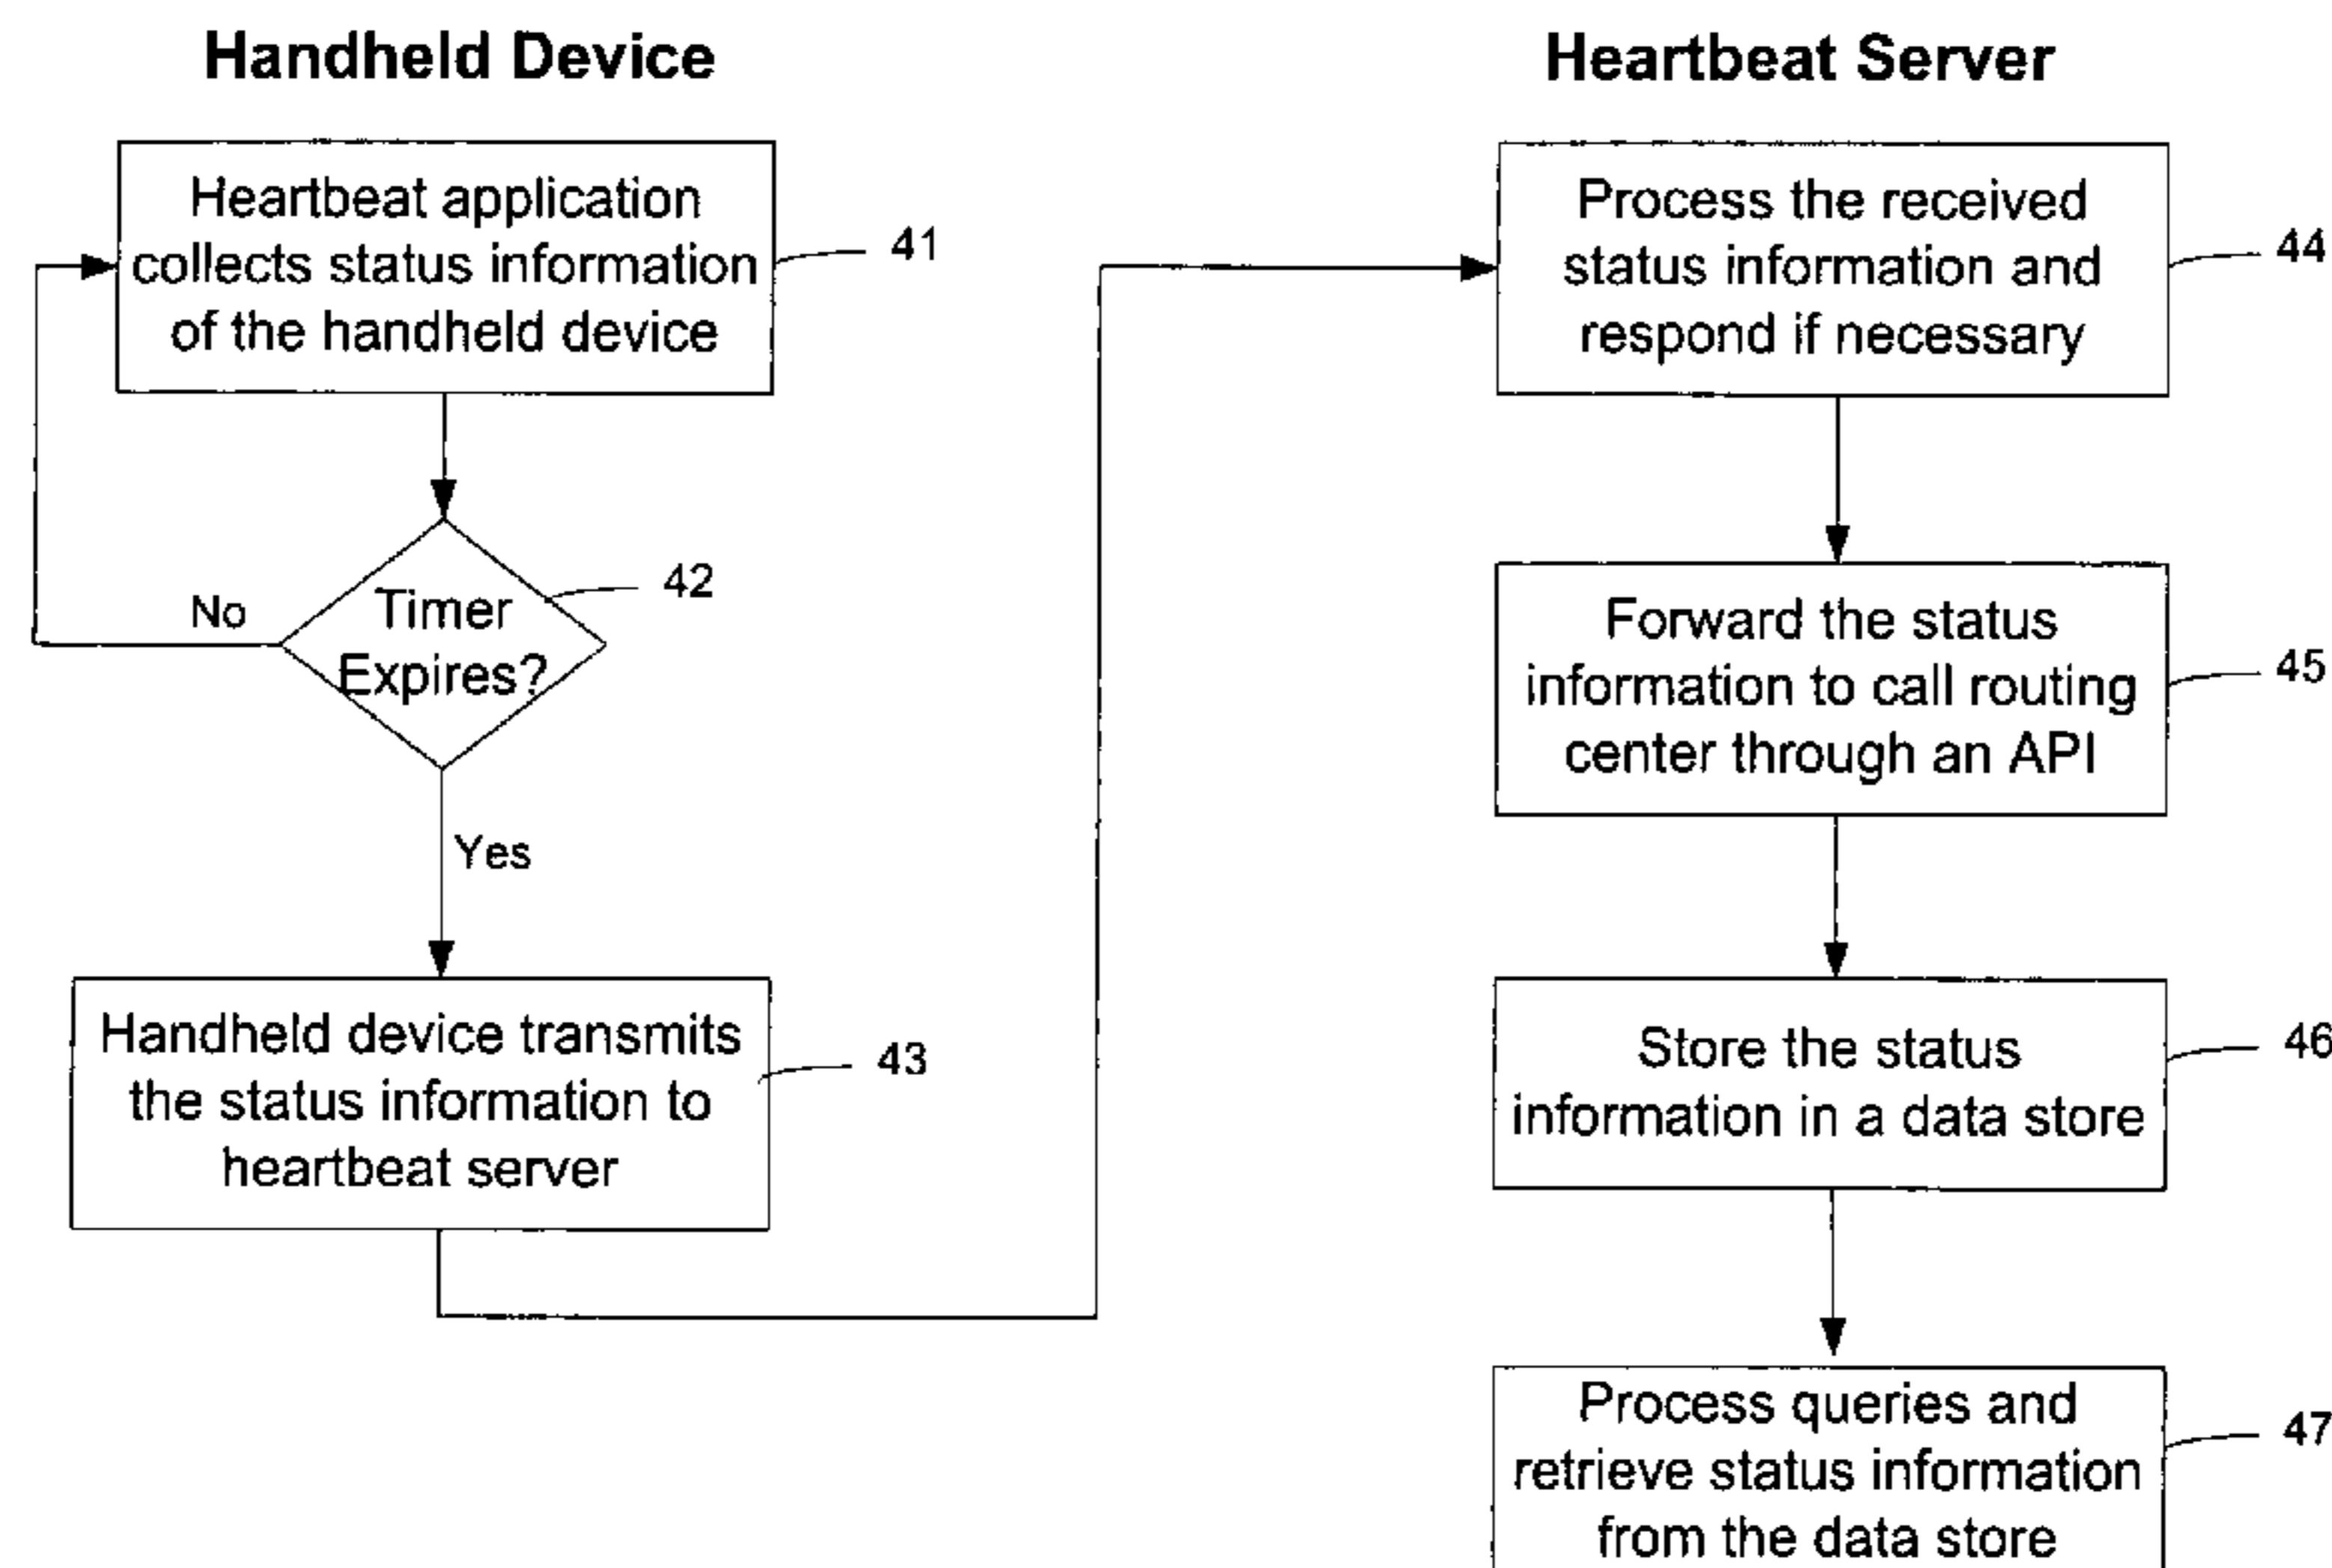 Handheld Device
Heartbeat application
collects status information
of the handheld device
41
Timer
Expires?
42
No
Yes
Handheld device transmits
the status information to
heartbeat server
43
Heartbeat Server
Process the received
status information and
respond if necessary
44
Forward the status
information to call routing
center through an API
45
Store the status
information in a data store
46
Process queries and
retrieve status information
from the data store
47